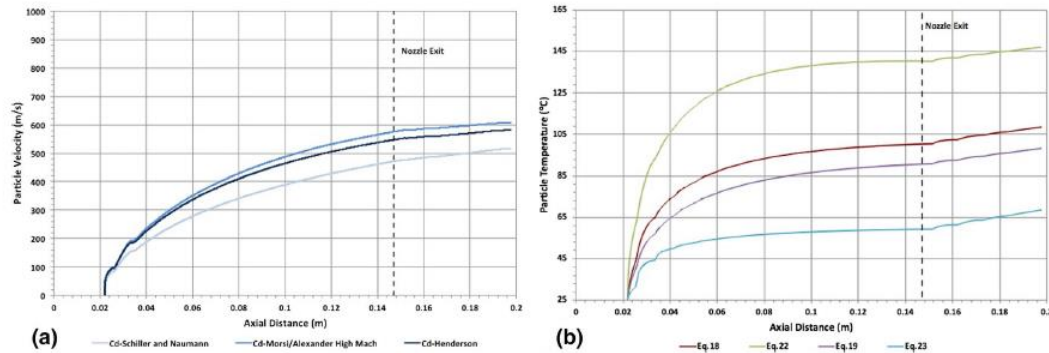 1000
900
800
700
600
500
400
300
200
100
0
Particle Velocity (m/s)
Nozzle Exit
0 0.02 0.04 0.06 0.08 0.1 0.12 0.14 0.16 0.18 0.2
Axial Distance (m)
(a)
Cd-Schiller and Naumann Cd-Morsi/Alexander High Mach Cd-Henderson
165
145
125
105
85
65
45
25
Particle Temperature (°C)
Nozzle Exit
0 0.02 0.04 0.06 0.08 0.1 0.12 0.14 0.16 0.18 0.2
Axial Distance (m)
(b)
Eq.18 Eq.22 Eq.19 Eq.23